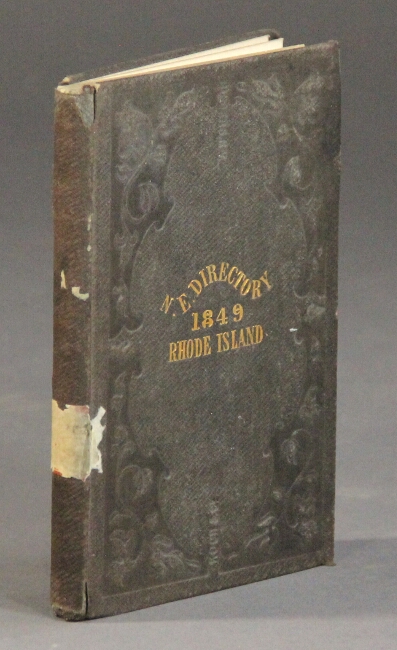 N. E. DIRECTORY
1849
RHODE ISLAND.